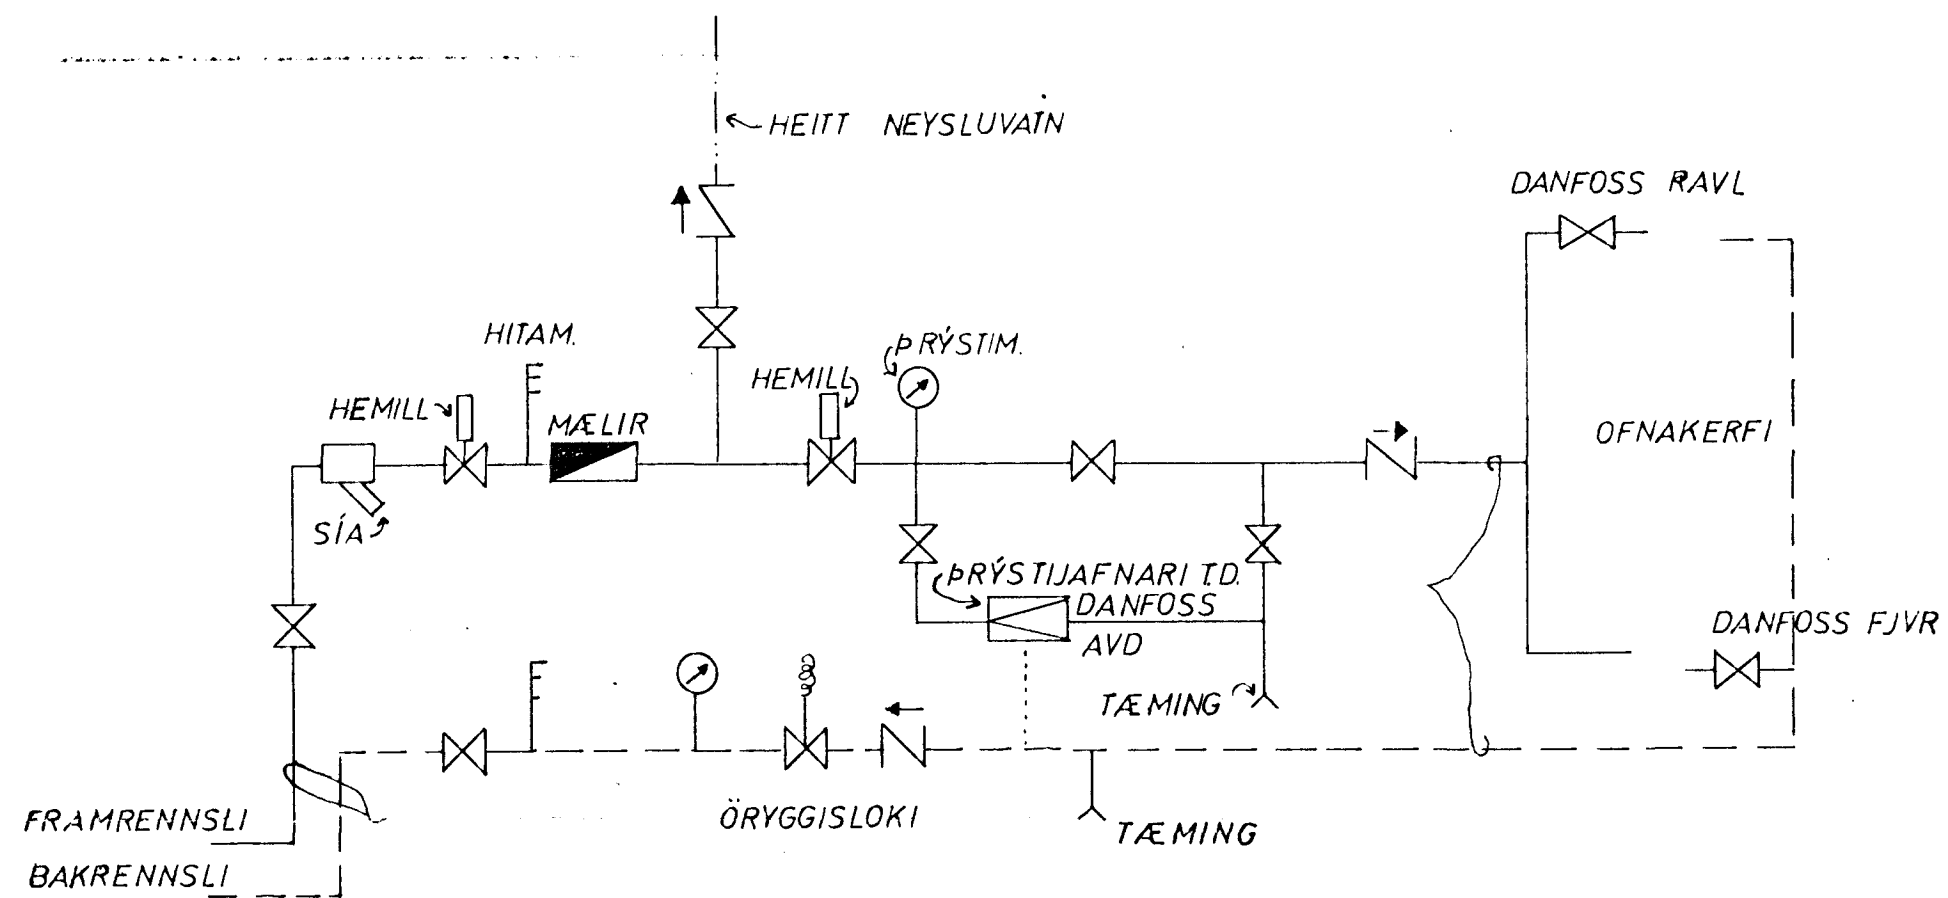 HEITT NEYSLUVATN
DANFOSS RAVL
HITAM.
ÞRÝSTIM.
HEMILL
HEMILL
MÆLIR
OFNAKERFI
SÍA
ÞRÝSTIJAFNARI T.D.
DANFOSS
AVD
DANFOSS FJVR
TÆMING
ÖRYGGISLOKI
TÆMING
FRAMRENNSLI
BAKRENNSLI